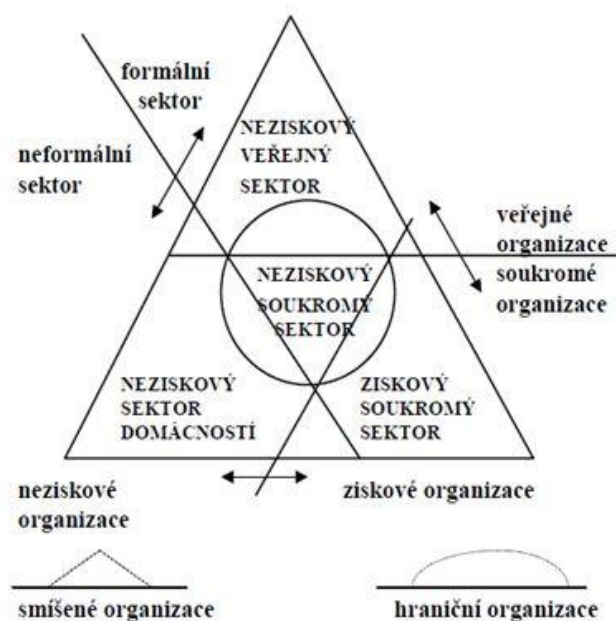 formální
sektor
neformální
sektor
NEZISKOVÝ
VEŘEJNÝ
SEKTOR
veřejné
organizace
soukromé
organizace
NEZISKOVÝ
SOUKROMÝ
SEKTOR
NEZISKOVÝ
SEKTOR
DOMÁCNOSTÍ
ZISKOVÝ
SOUKROMÝ
SEKTOR
neziskové
organizace
ziskové organizace
smíšené organizace
hraniční organizace